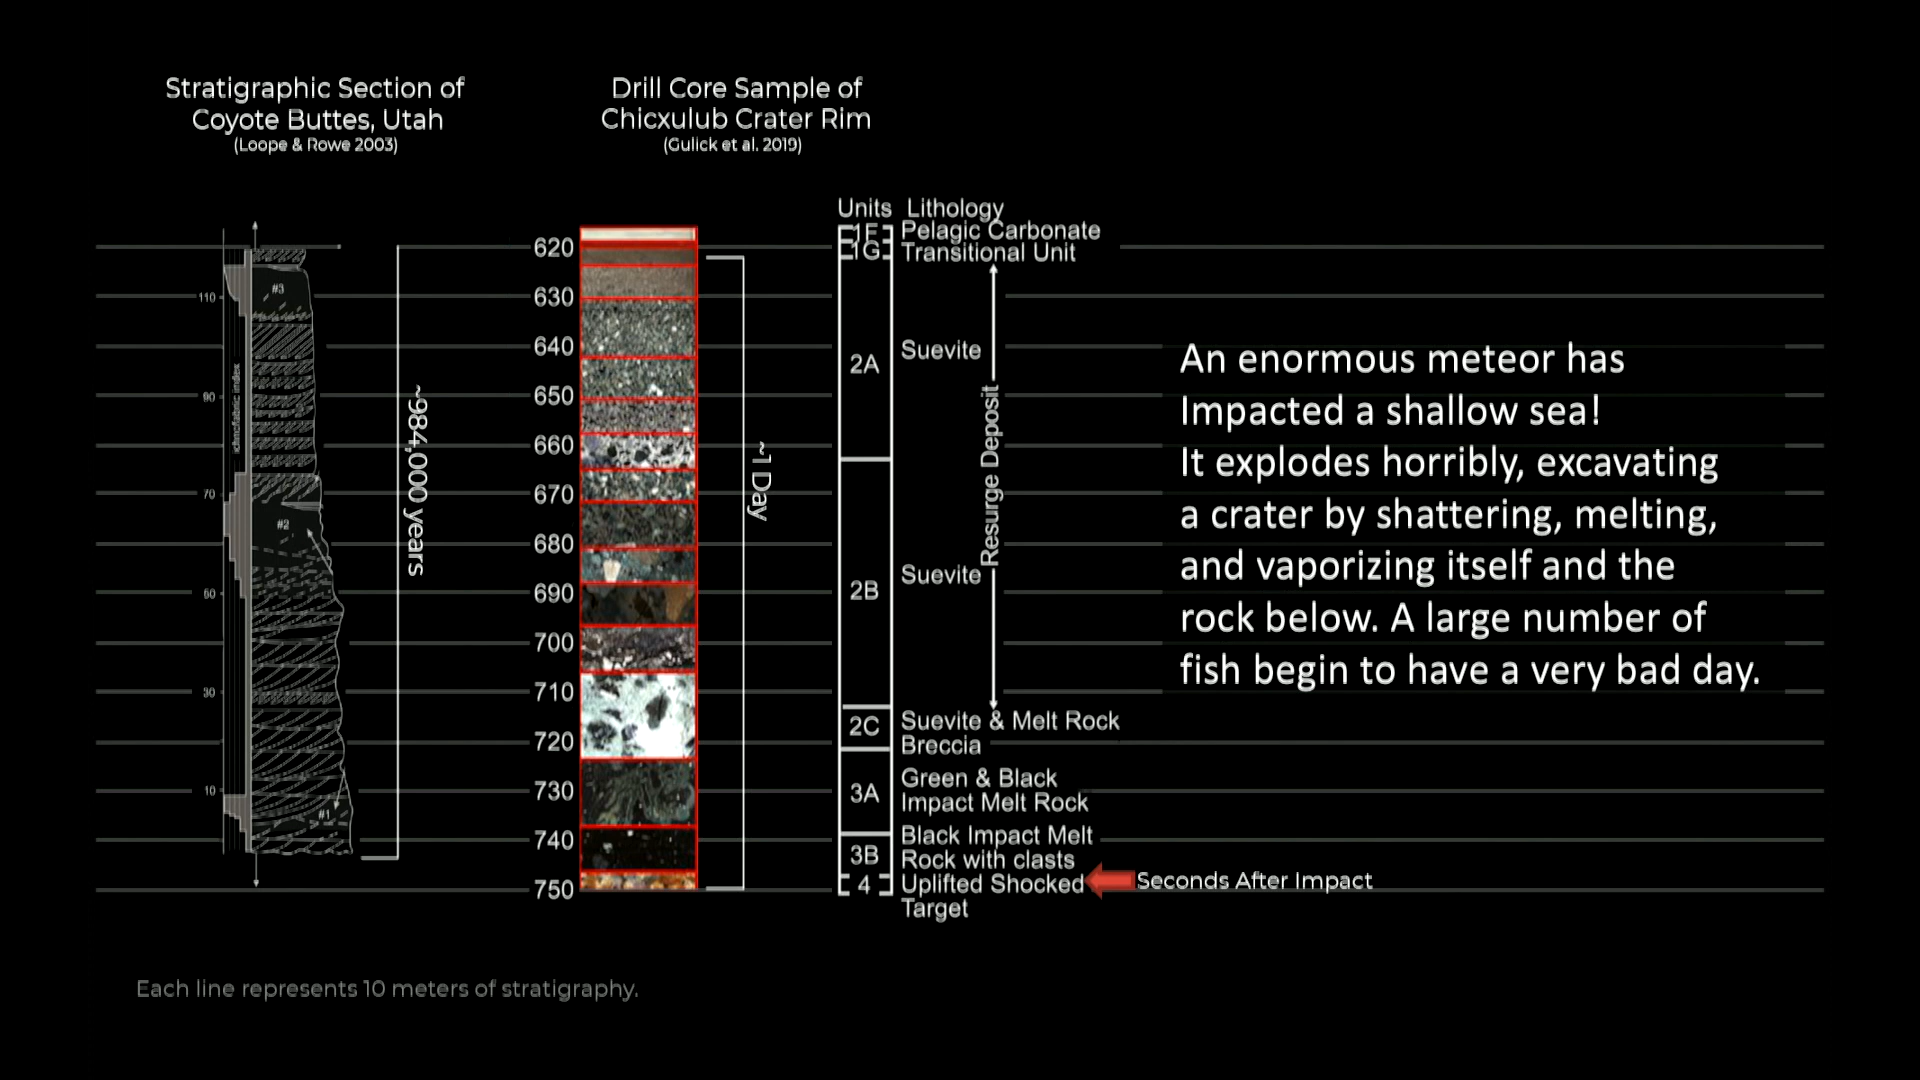 Stratigraphic Section of
Coyote Buttes, Utah
(Loope & Rowe 2003)
Drill Core Sample of
Chicxulub Crater Rim
(Gulick et al. 2019)
110
90
70
60
30
10
ichnofabric index
#3
#2
#1
~984,000 years
620
630
640
650
660
670
680
690
700
710
720
730
740
750
~1 Day
Units Lithology
1F Pelagic Carbonate
1G Transitional Unit
2A Suevite
2B Suevite
Resurge Deposit
2C Suevite & Melt Rock
Breccia
3A Green & Black
Impact Melt Rock
3B Black Impact Melt
Rock with clasts
4 Uplifted Shocked
Target
Seconds After Impact
An enormous meteor has
Impacted a shallow sea!
It explodes horribly, excavating
a crater by shattering, melting,
and vaporizing itself and the
rock below. A large number of
fish begin to have a very bad day.
Each line represents 10 meters of stratigraphy.